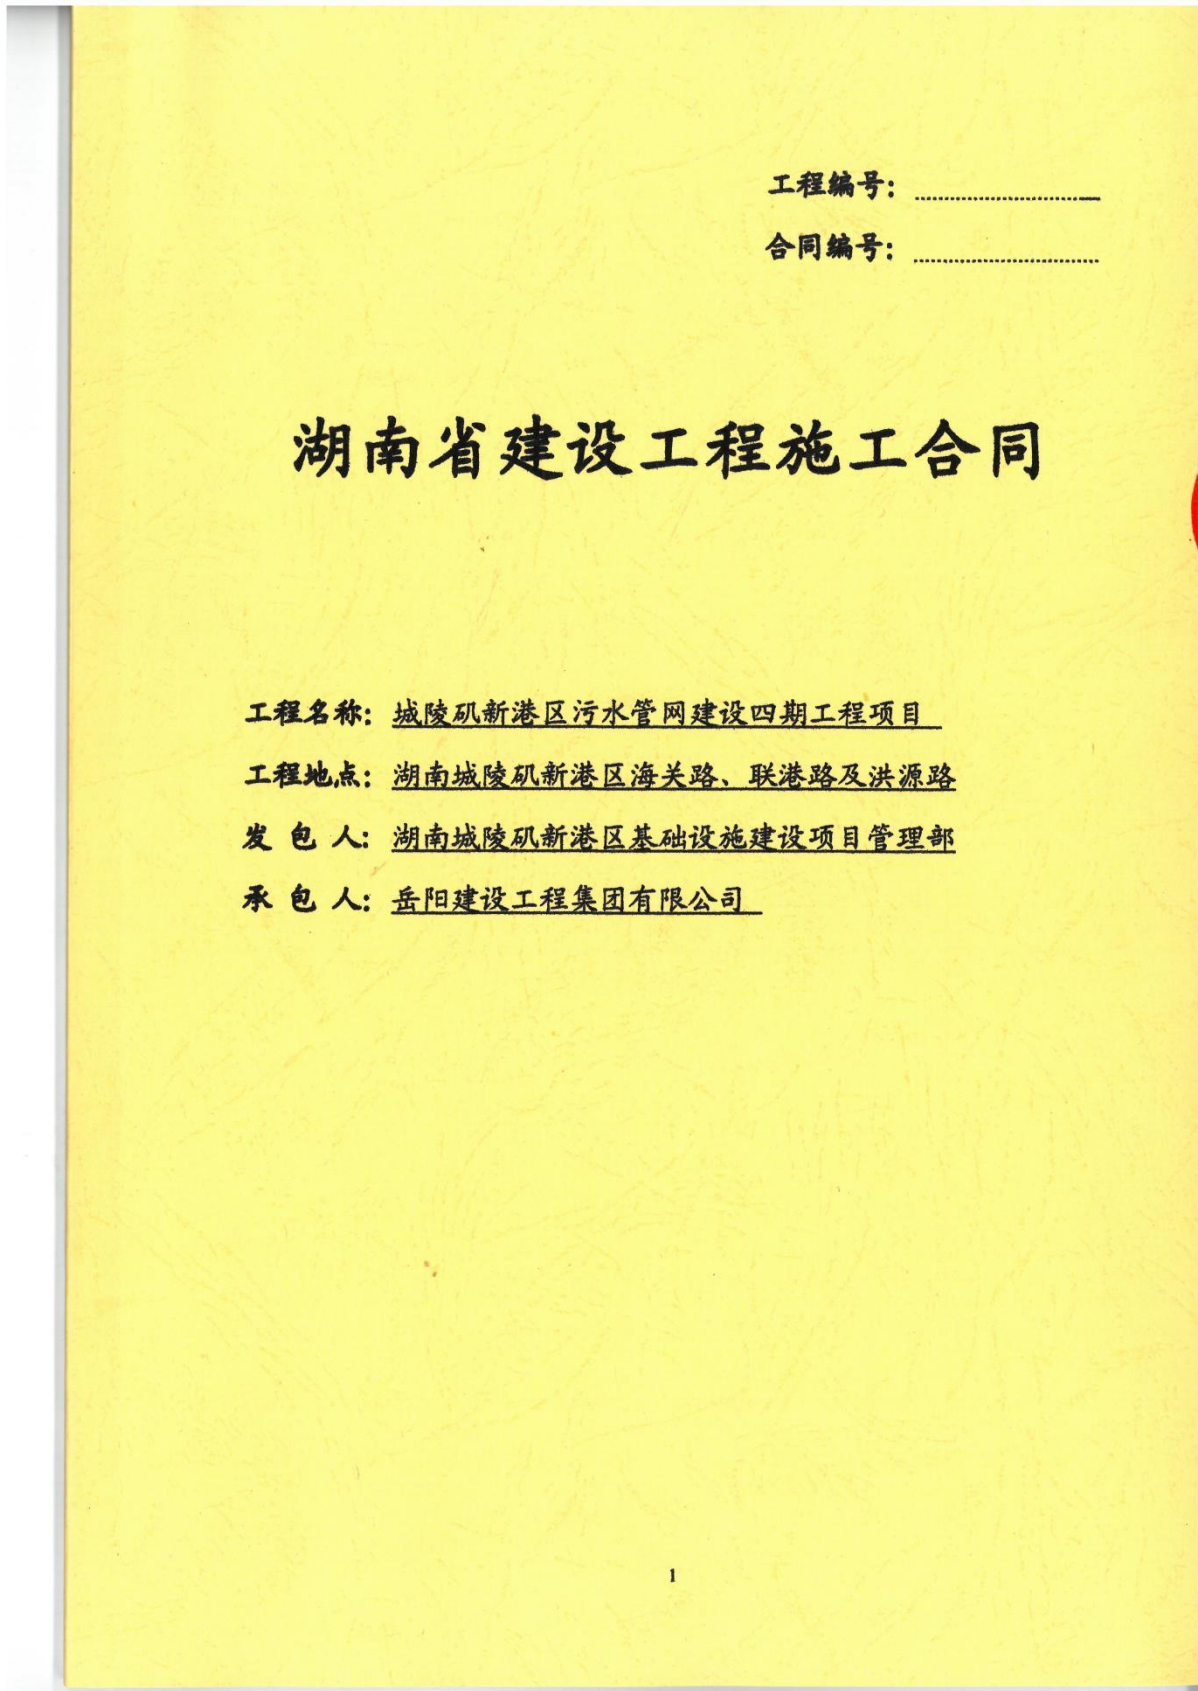 工程编号：
合同编号：
湖南省建设工程施工合同
工程名称：城陵矶新港区污水管网建设四期工程项目
工程地点：湖南城陵矶新港区海关路、联港路及洪源路
发 包 人：湖南城陵矶新港区基础设施建设项目管理部
承 包 人：岳阳建设工程集团有限公司
1